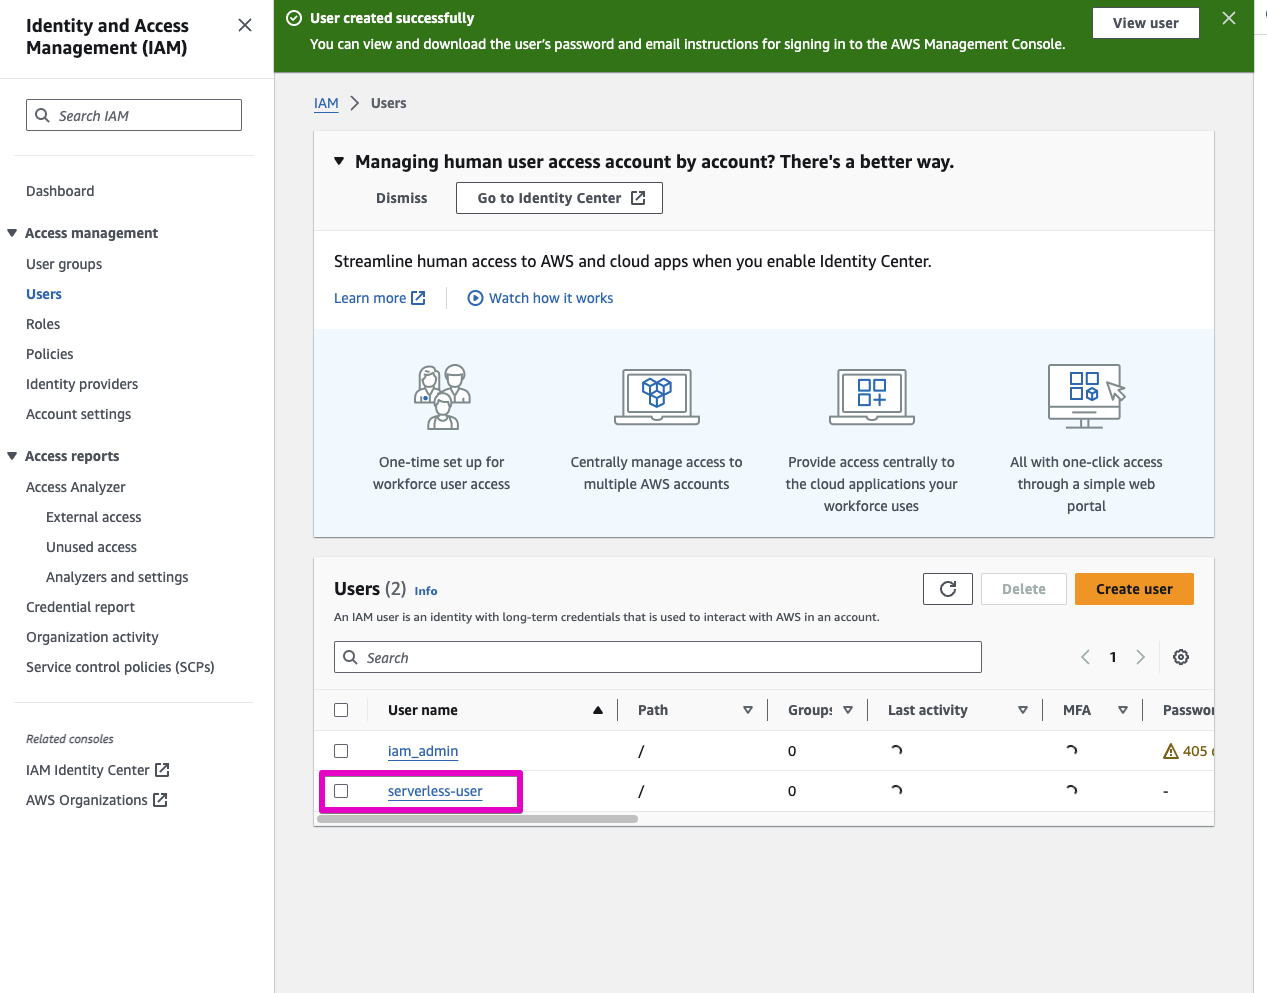 Identity and Access
Management (IAM)
Search IAM
Dashboard
Access management
User groups
Users
Roles
Policies
Identity providers
Account settings
Access reports
Access Analyzer
External access
Unused access
Analyzers and settings
Credential report
Organization activity
Service control policies (SCPs)
Related consoles
IAM Identity Center
AWS Organizations
User created successfully
You can view and download the user's password and email instructions for signing in to the AWS Management Console.
View user
IAM Users
Managing human user access account by account? There's a better way.
Dismiss Go to Identity Center
Streamline human access to AWS and cloud apps when you enable Identity Center.
Learn more Watch how it works
One-time set up for
workforce user access
Centrally manage access to
multiple AWS accounts
Provide access centrally to
the cloud applications your
workforce uses
All with one-click access
through a simple web
portal
Users (2) Info
Delete Create user
An IAM user is an identity with long-term credentials that is used to interact with AWS in an account.
Search
1
User name Path Groups Last activity MFA
iam_admin / 0 405
serverless-user / 0 -